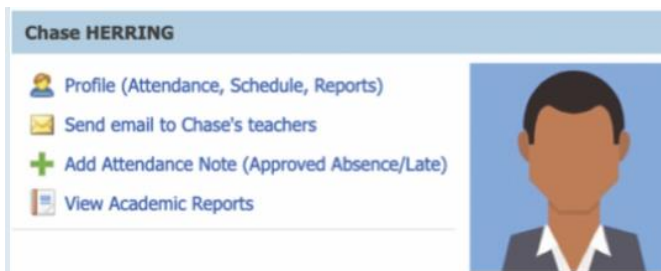 Chase HERRING
Profile (Attendance, Schedule, Reports)
Send email to Chase's teachers
Add Attendance Note (Approved Absence/Late)
View Academic Reports